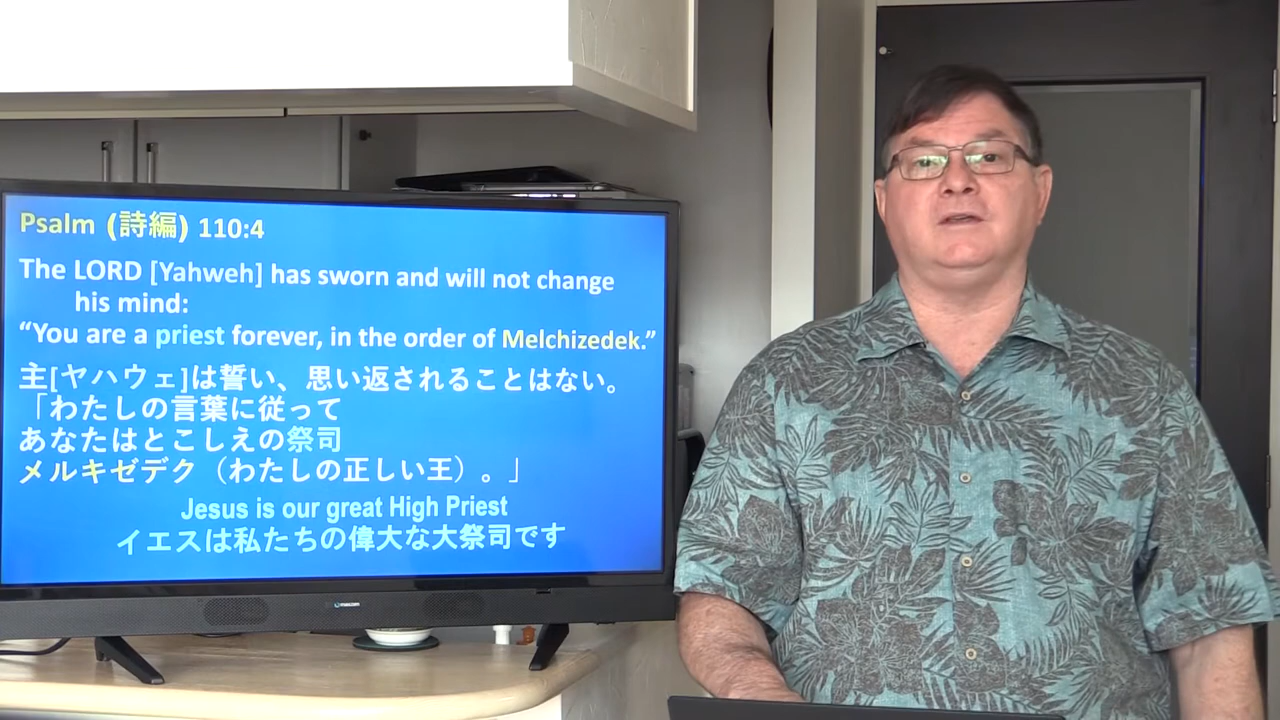 Psalm (詩編) 110:4
The LORD [Yahweh] has sworn and will not change
his mind:
“You are a priest forever, in the order of Melchizedek.”
主[ヤハウェ]は誓い、思い返されることはない。
「わたしの言葉に従って
あなたはとこしえの祭司
メルキゼデク（わたしの正しい王）。」
Jesus is our great High Priest
イエスは私たちの偉大な大祭司です